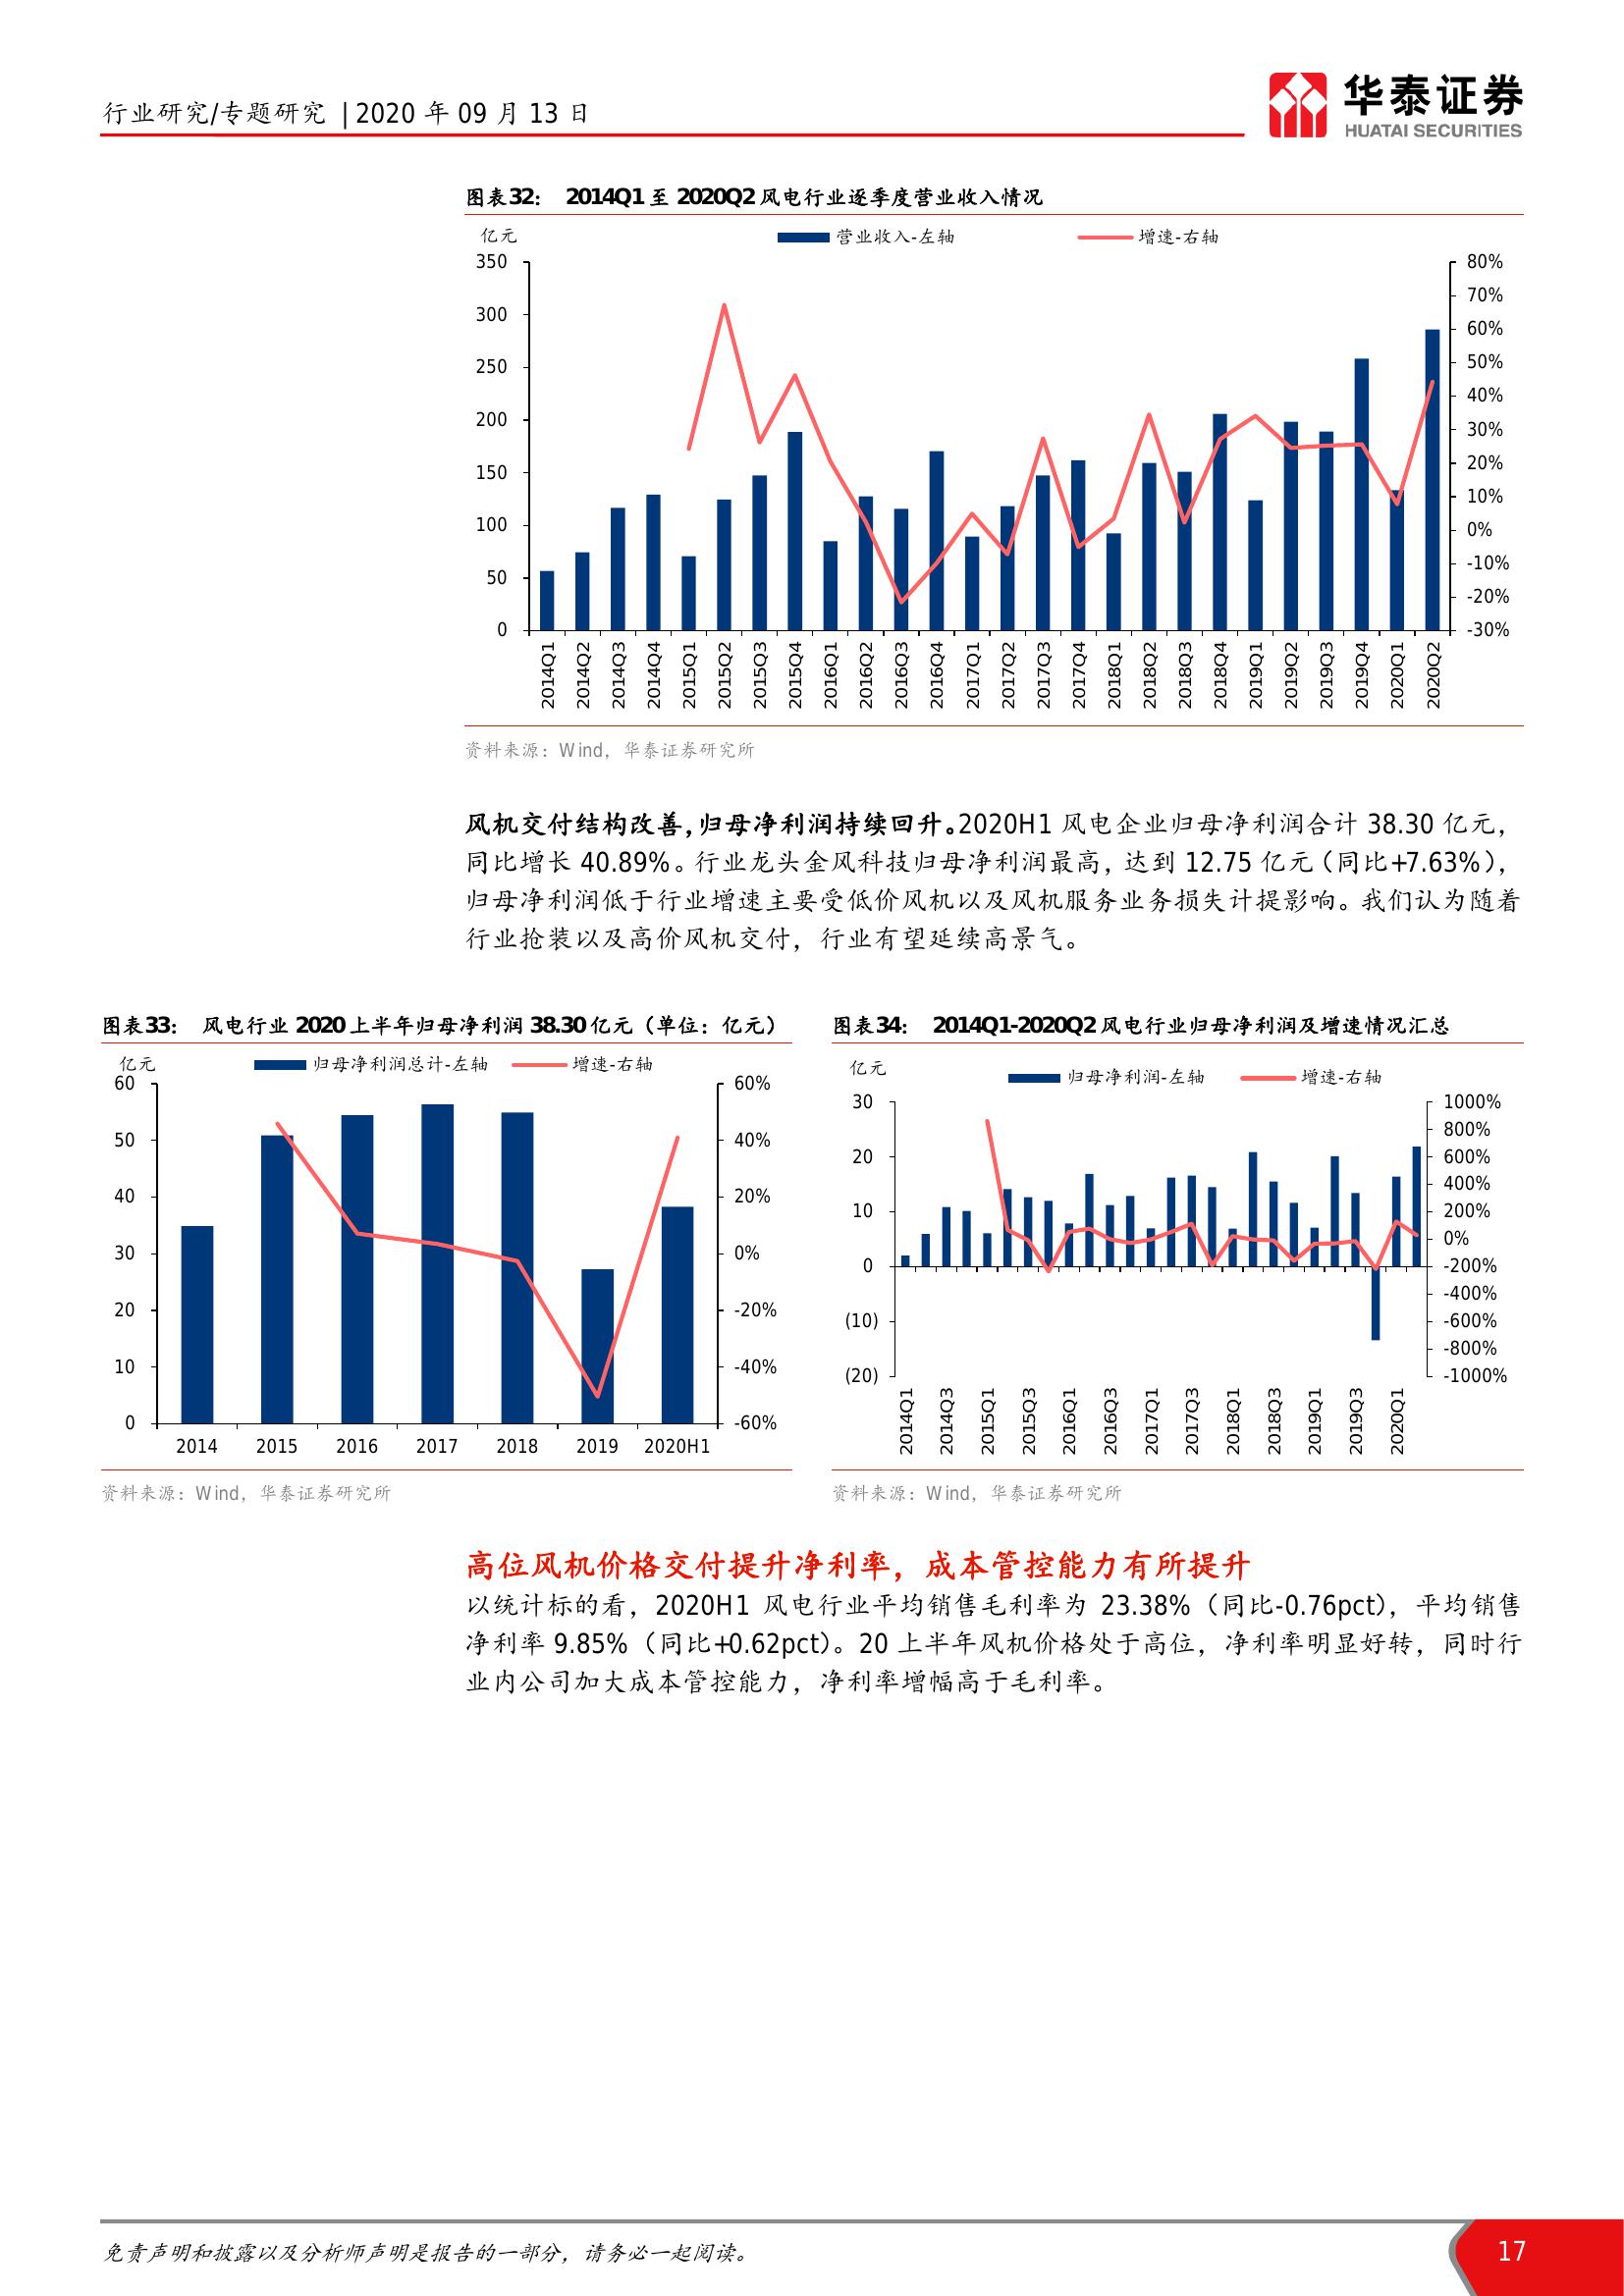 行业研究/专题研究 | 2020 年 09 月 13 日
华泰证券
HUATAI SECURITIES
图表32： 2014Q1 至 2020Q2 风电行业逐季度营业收入情况
亿元 营业收入-左轴 增速-右轴
350 80%
70%
300 60%
250 50%
40%
200 30%
150 20%
10%
100 0%
50 -10%
-20%
0 -30%
2014Q1 2014Q2 2014Q3 2014Q4 2015Q1 2015Q2 2015Q3 2015Q4 2016Q1 2016Q2 2016Q3 2016Q4 2017Q1 2017Q2 2017Q3 2017Q4 2018Q1 2018Q2 2018Q3 2018Q4 2019Q1 2019Q2 2019Q3 2019Q4 2020Q1 2020Q2
资料来源：Wind，华泰证券研究所
风机交付结构改善，归母净利润持续回升。2020H1 风电企业归母净利润合计 38.30 亿元，
同比增长 40.89%。行业龙头金风科技归母净利润最高，达到 12.75 亿元（同比+7.63%），
归母净利润低于行业增速主要受低价风机以及风机服务业务损失计提影响。我们认为随着
行业抢装以及高价风机交付，行业有望延续高景气。
图表33： 风电行业 2020 上半年归母净利润 38.30 亿元（单位：亿元）
亿元 归母净利润总计-左轴 增速-右轴
60 60%
50 40%
40 20%
30 0%
20 -20%
10 -40%
0 -60%
2014 2015 2016 2017 2018 2019 2020H1
资料来源：Wind，华泰证券研究所
图表34： 2014Q1-2020Q2 风电行业归母净利润及增速情况汇总
亿元 归母净利润-左轴 增速-右轴
30 1000%
800%
20 600%
400%
10 200%
0%
0 -200%
-400%
(10) -600%
-800%
(20) -1000%
2014Q1 2014Q3 2015Q1 2015Q3 2016Q1 2016Q3 2017Q1 2017Q3 2018Q1 2018Q3 2019Q1 2019Q3 2020Q1
资料来源：Wind，华泰证券研究所
高位风机价格交付提升净利率，成本管控能力有所提升
以统计标的看，2020H1 风电行业平均销售毛利率为 23.38%（同比-0.76pct），平均销售
净利率 9.85%（同比+0.62pct）。20 上半年风机价格处于高位，净利率明显好转，同时行
业内公司加大成本管控能力，净利率增幅高于毛利率。
免责声明和披露以及分析师声明是报告的一部分，请务必一起阅读。
17